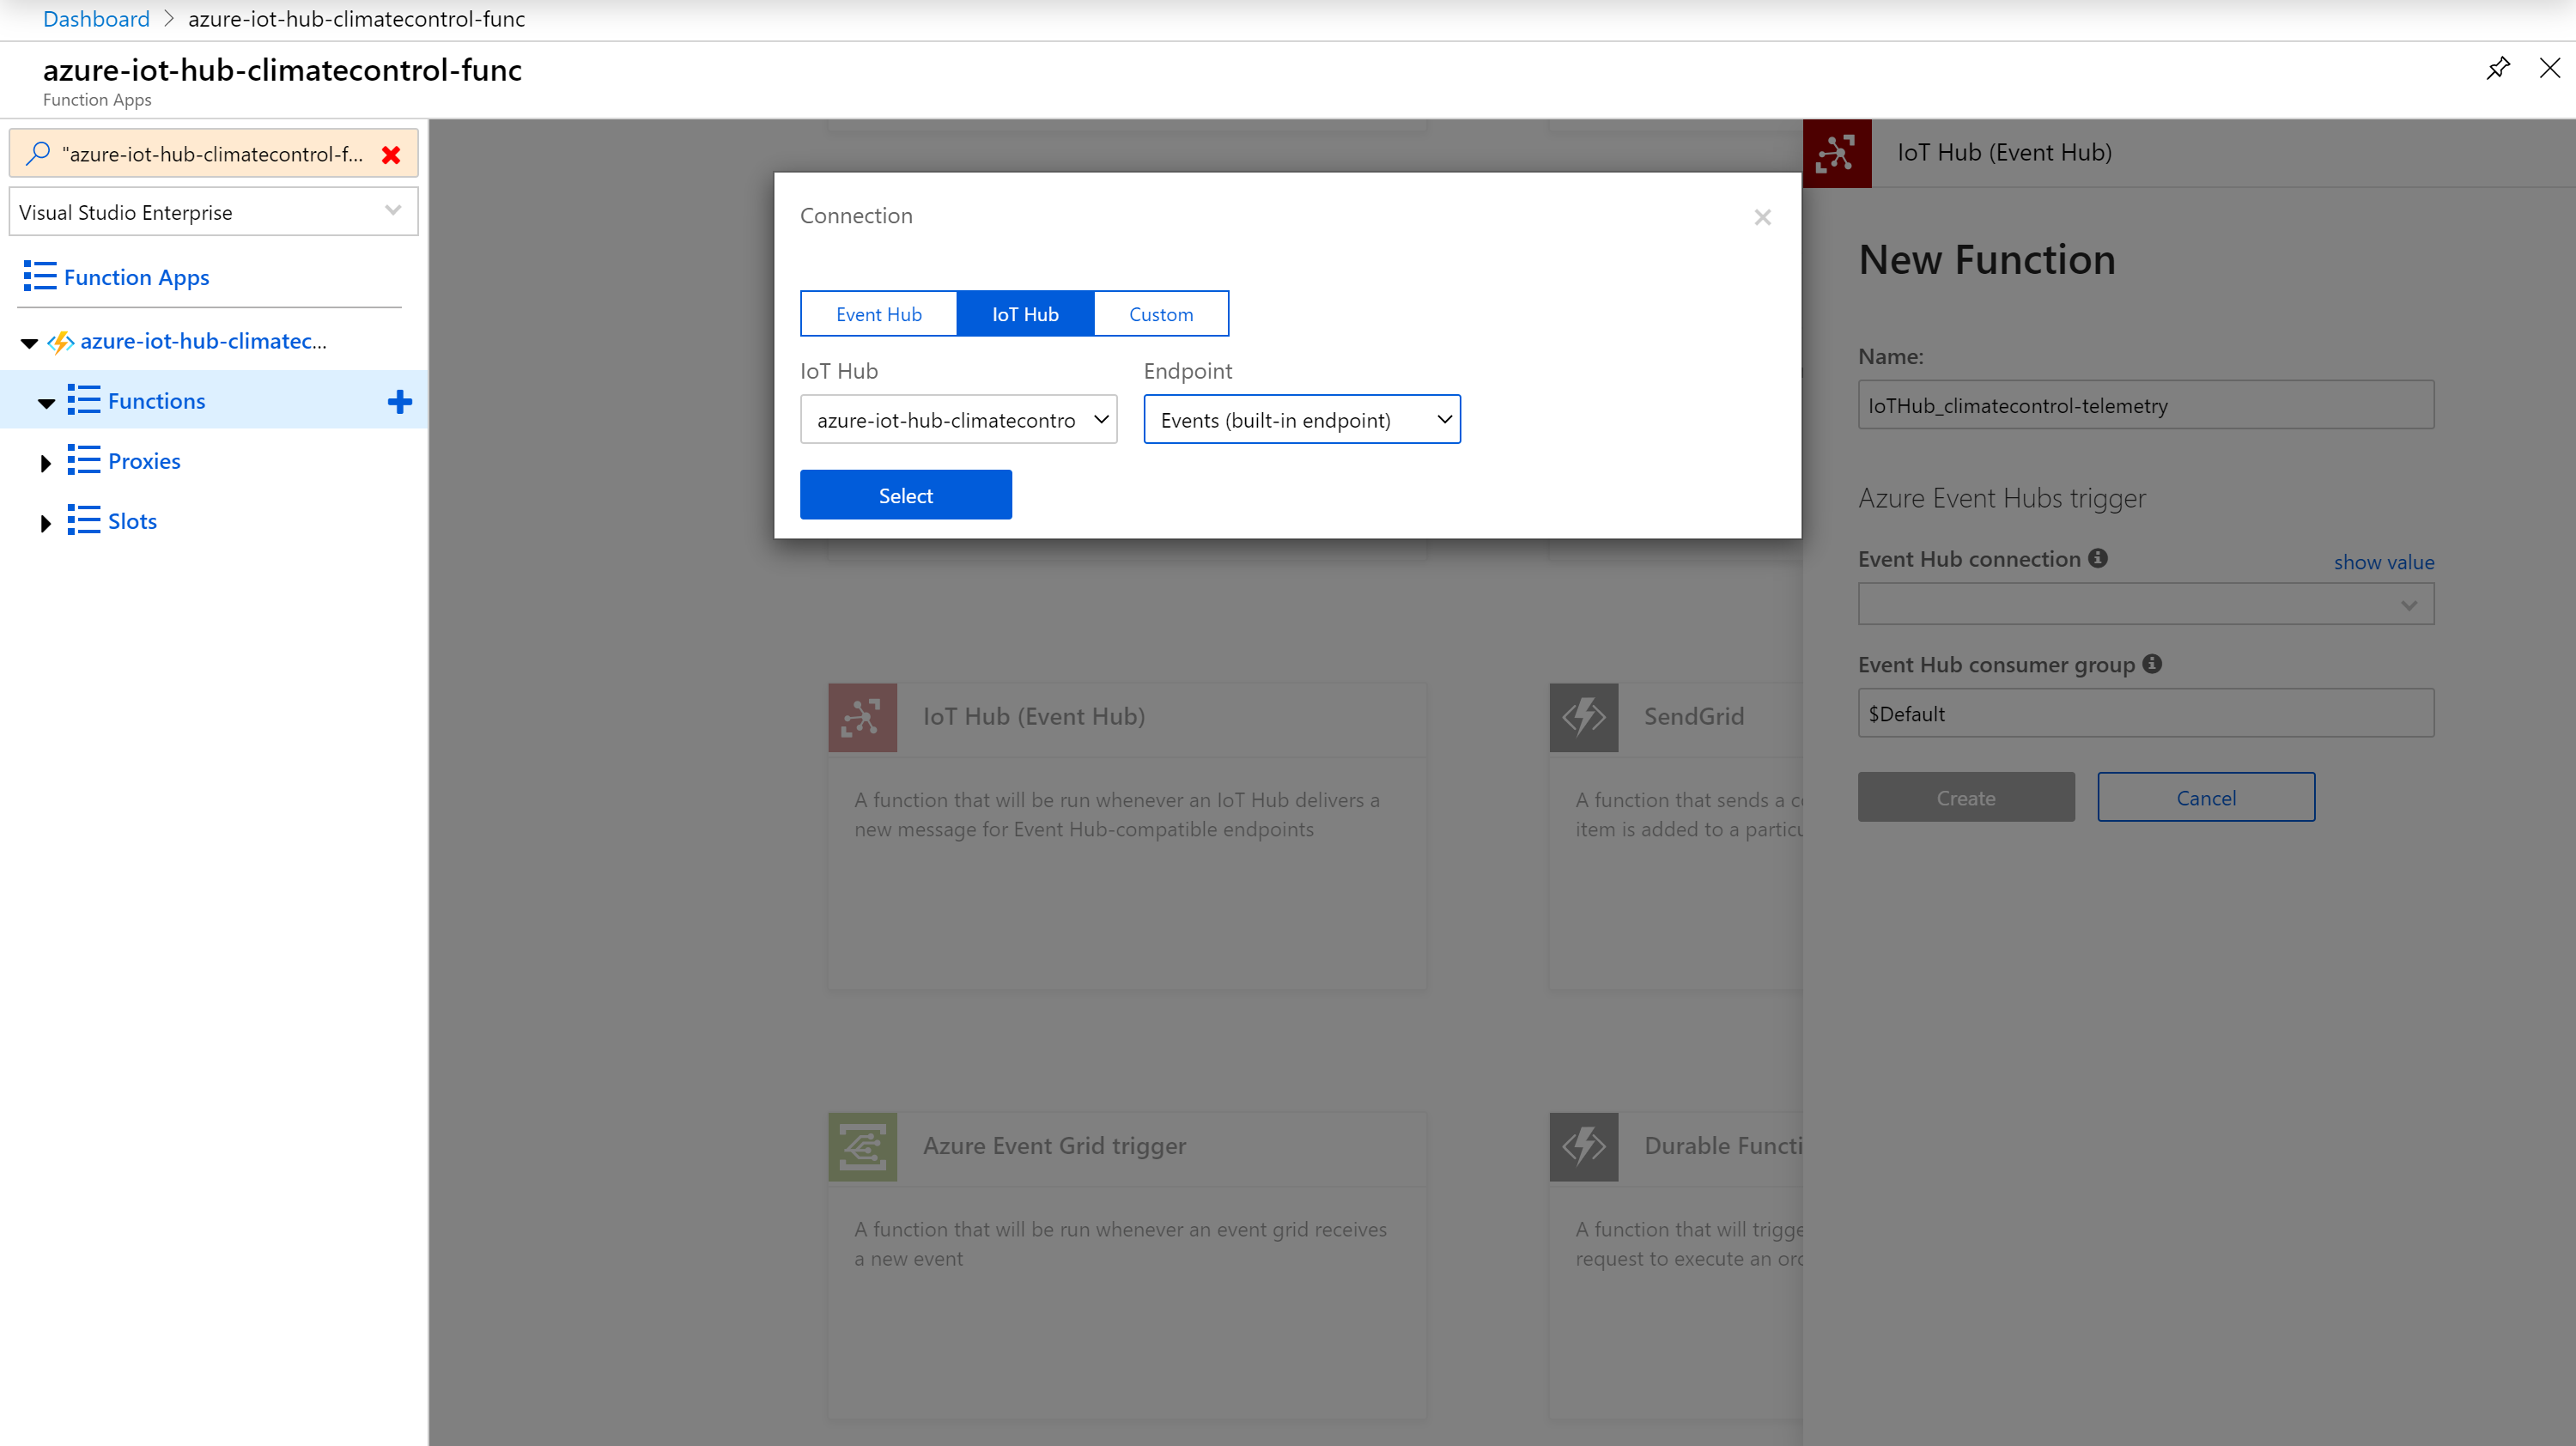 Dashboard > azure-iot-hub-climatecontrol-func
azure-iot-hub-climatecontrol-func
Function Apps
"azure-iot-hub-climatecontrol-f...
Visual Studio Enterprise
Function Apps
azure-iot-hub-climatec...
Functions
Proxies
Slots
Connection
Event Hub
IoT Hub
Custom
IoT Hub
Endpoint
azure-iot-hub-climatecontro
Events (built-in endpoint)
Select
IoT Hub (Event Hub)
A function that will be run whenever an IoT Hub delivers a
new message for Event Hub-compatible endpoints
SendGrid
A function that sends a c
item is added to a particu
Azure Event Grid trigger
A function that will be run whenever an event grid receives
a new event
Durable Functi
A function that will trigge
request to execute an orc
IoT Hub (Event Hub)
New Function
Name:
IoTHub_climatecontrol-telemetry
Azure Event Hubs trigger
Event Hub connection
show value
Event Hub consumer group
$Default
Create
Cancel